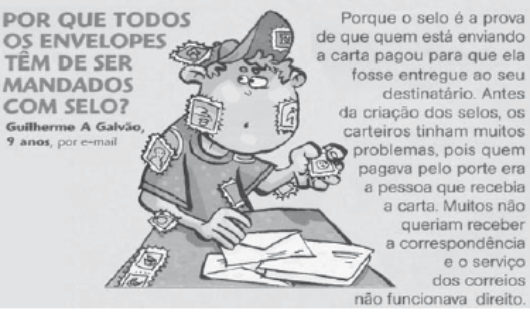 POR QUE TODOS
OS ENVELOPES
TÊM DE SER
MANDADOS
COM SELO?
Guilherme A Galvão,
9 anos, por e-mail
Porque o selo é a prova
de que quem está enviando
a carta pagou para que ela
fosse entregue ao seu
destinatário. Antes
da criação dos selos, os
carteiros tinham muitos
problemas, pois quem
pagava pelo porte era
a pessoa que recebia
a carta. Muitos não
queriam receber
a correspondência
e o serviço
dos correios
não funcionava direito.